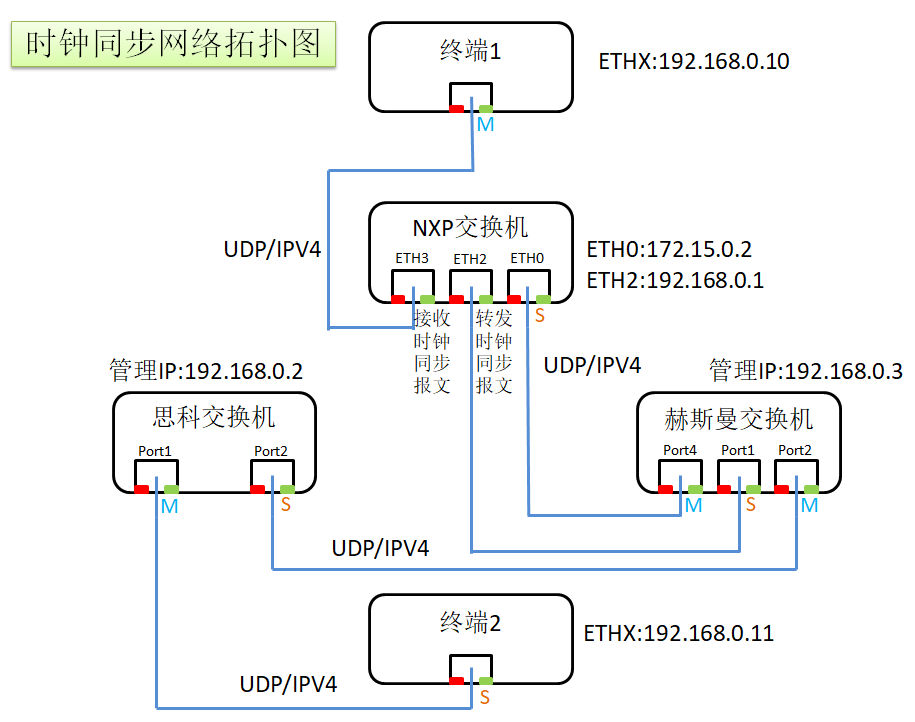 时钟同步网络拓扑图
终端1
ETHX:192.168.0.10
M
NXP交换机
UDP/IPV4
ETH3
ETH2
ETH0
ETH0:172.15.0.2
ETH2:192.168.0.1
接收
时钟
同步
报文
转发
时钟
同步
报文
S
UDP/IPV4
管理IP:192.168.0.2
管理IP:192.168.0.3
思科交换机
Port1
Port2
M
S
赫斯曼交换机
Port4
Port1
Port2
M
S
M
UDP/IPV4
终端2
ETHX:192.168.0.11
UDP/IPV4
S